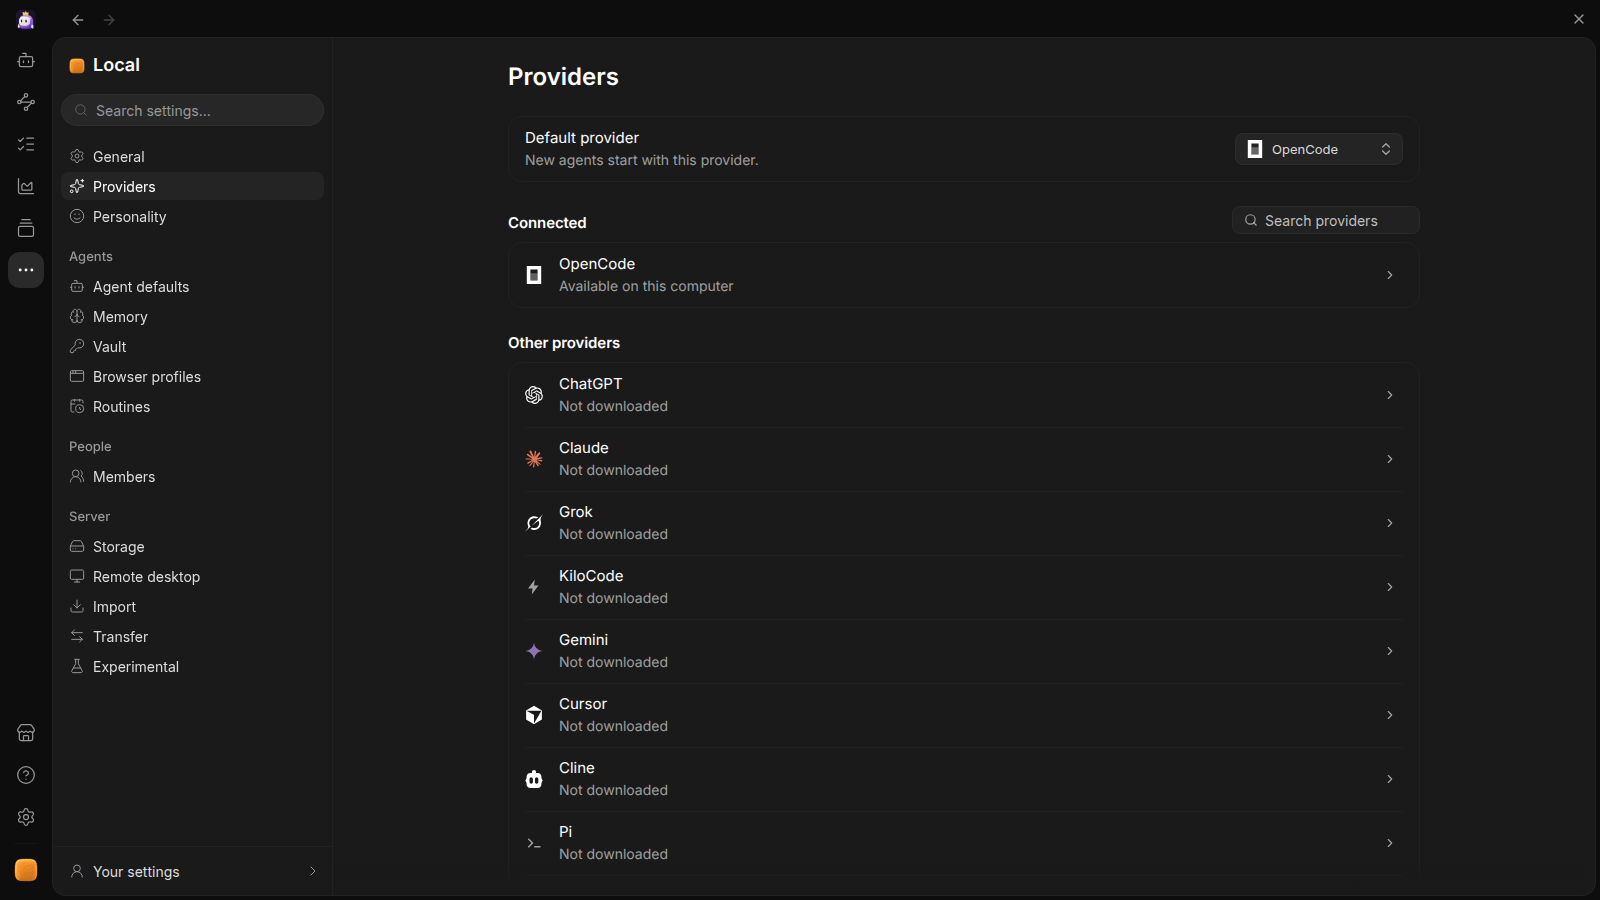 Local
Search settings...
General
Providers
Personality
Agents
Agent defaults
Memory
Vault
Browser profiles
Routines
People
Members
Server
Storage
Remote desktop
Import
Transfer
Experimental
Your settings
Providers
Default provider
New agents start with this provider.
OpenCode
Connected
Search providers
OpenCode
Available on this computer
Other providers
ChatGPT
Not downloaded
Claude
Not downloaded
Grok
Not downloaded
KiloCode
Not downloaded
Gemini
Not downloaded
Cursor
Not downloaded
Cline
Not downloaded
Pi
Not downloaded